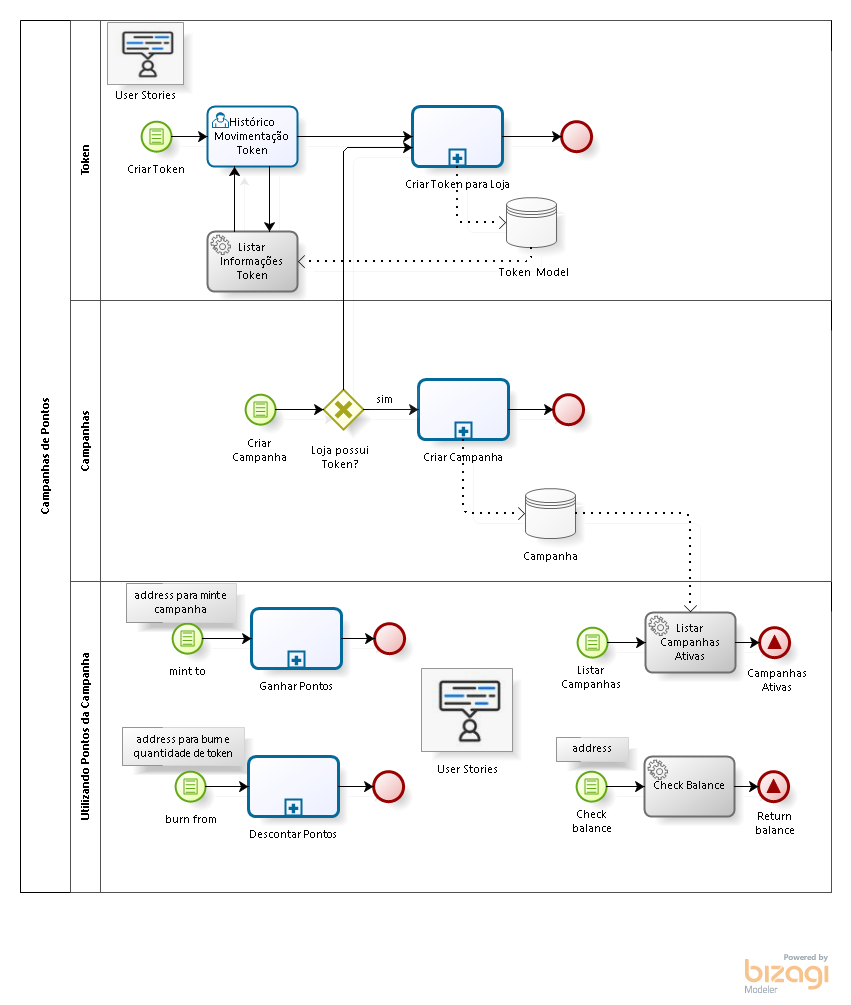 Campanhas de Pontos
Token
User Stories
Criar Token
Histórico
Movimentação
Token
Criar Token para Loja
Listar
Informações
Token
Token Model
Campanhas
Criar
Campanha
Loja possui
Token?
sim
Criar Campanha
Campanha
Utilizando Pontos da Campanha
address para mint e
campanha
mint to
Ganhar Pontos
Listar
Campanhas
Listar
Campanhas
Ativas
Campanhas
Ativas
User Stories
address para burn e
quantidade de token
burn from
Descontar Pontos
address
Check
balance
Check Balance
Return
balance
Powered by
bizagi
Modeler